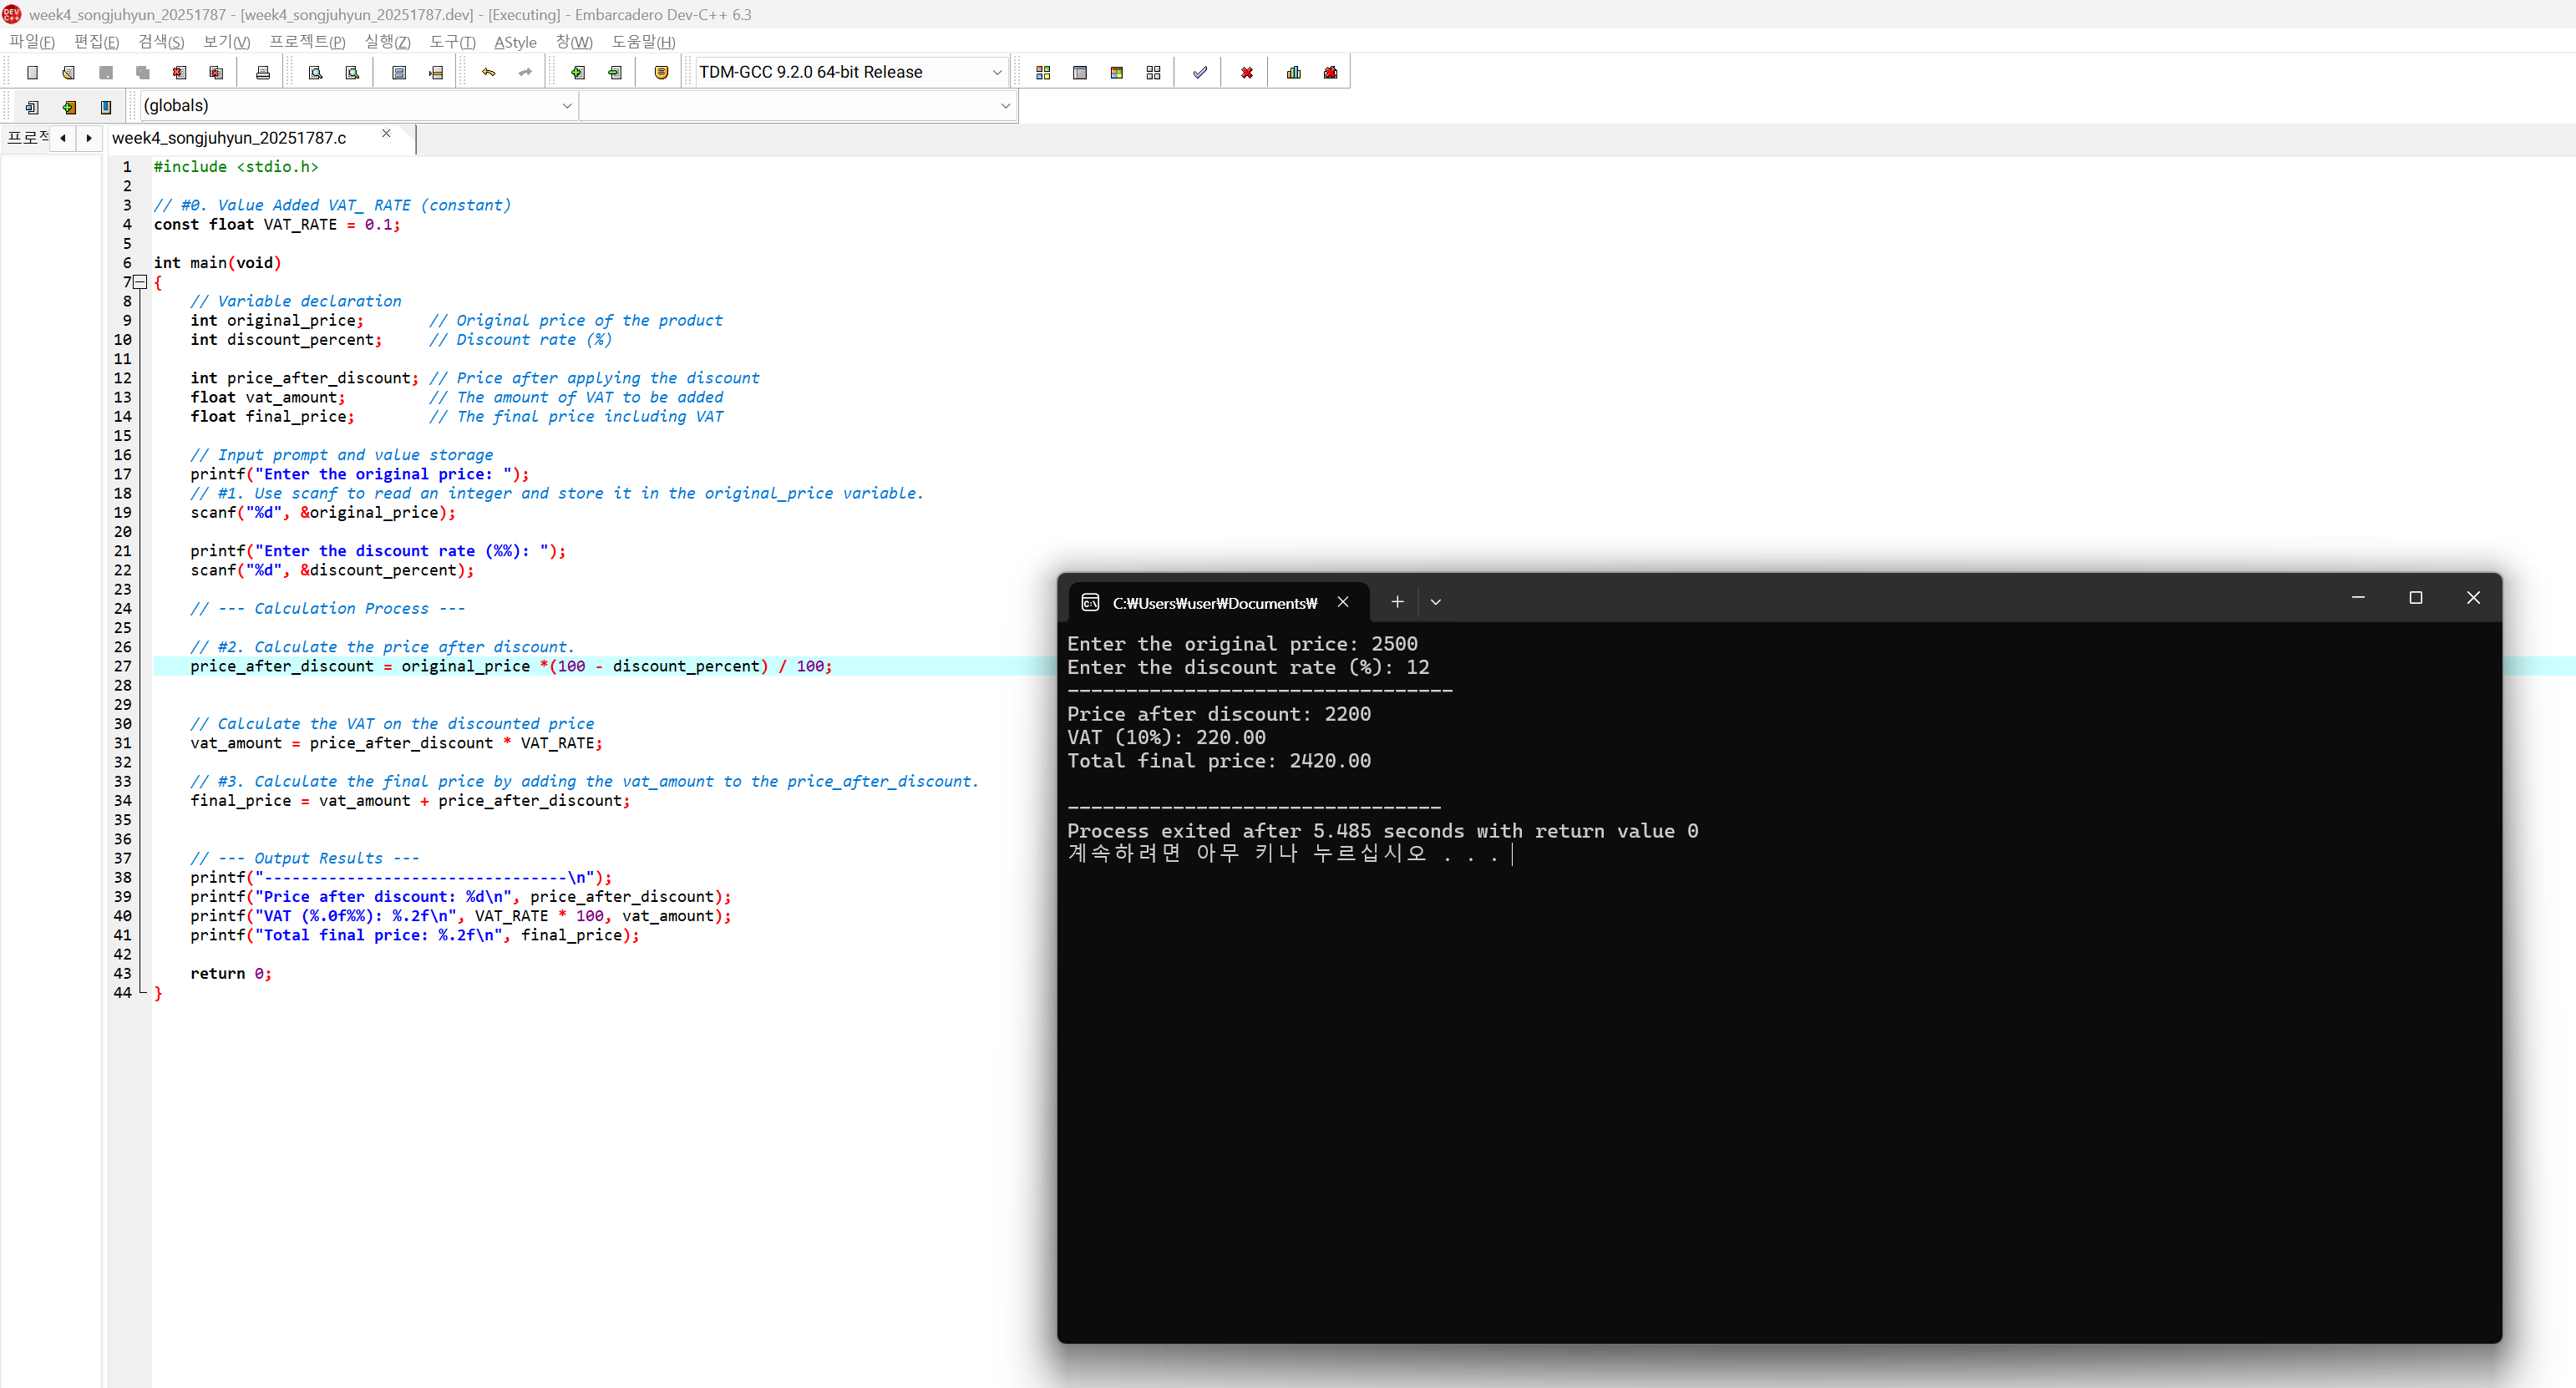 week4_songjuhyun_20251787 - [week4_songjuhyun_20251787.dev] - [Executing] - Embarcadero Dev-C++ 6.3
파일(F) 편집(E) 검색(S) 보기(V) 프로젝트(P) 실행(Z) 도구(T) AStyle 창(W) 도움말(H)
TDM-GCC 9.2.0 64-bit Release
(globals)
프로젝 week4_songjuhyun_20251787.c
1 #include <stdio.h>
2
3 // #0. Value Added VAT_ RATE (constant)
4 const float VAT_RATE = 0.1;
5
6 int main(void)
7 {
8 // Variable declaration
9 int original_price; // Original price of the product
10 int discount_percent; // Discount rate (%)
11
12 int price_after_discount; // Price after applying the discount
13 float vat_amount; // The amount of VAT to be added
14 float final_price; // The final price including VAT
15
16 // Input prompt and value storage
17 printf("Enter the original price: ");
18 // #1. Use scanf to read an integer and store it in the original_price variable.
19 scanf("%d", &original_price);
20
21 printf("Enter the discount rate (%%): ");
22 scanf("%d", &discount_percent);
23
24 // --- Calculation Process ---
25
26 // #2. Calculate the price after discount.
27 price_after_discount = original_price *(100 - discount_percent) / 100;
28
29
30 // Calculate the VAT on the discounted price
31 vat_amount = price_after_discount * VAT_RATE;
32
33 // #3. Calculate the final price by adding the vat_amount to the price_after_discount.
34 final_price = vat_amount + price_after_discount;
35
36
37 // --- Output Results ---
38 printf("---------------------------------\n");
39 printf("Price after discount: %d\n", price_after_discount);
40 printf("VAT (%.0f%%): %.2f\n", VAT_RATE * 100, vat_amount);
41 printf("Total final price: %.2f\n", final_price);
42
43 return 0;
44 }
C:₩Users₩user₩Documents₩
Enter the original price: 2500
Enter the discount rate (%): 12
---------------------------------
Price after discount: 2200
VAT (10%): 220.00
Total final price: 2420.00
--------------------------------
Process exited after 5.485 seconds with return value 0
계속하려면 아무 키나 누르십시오 . . .